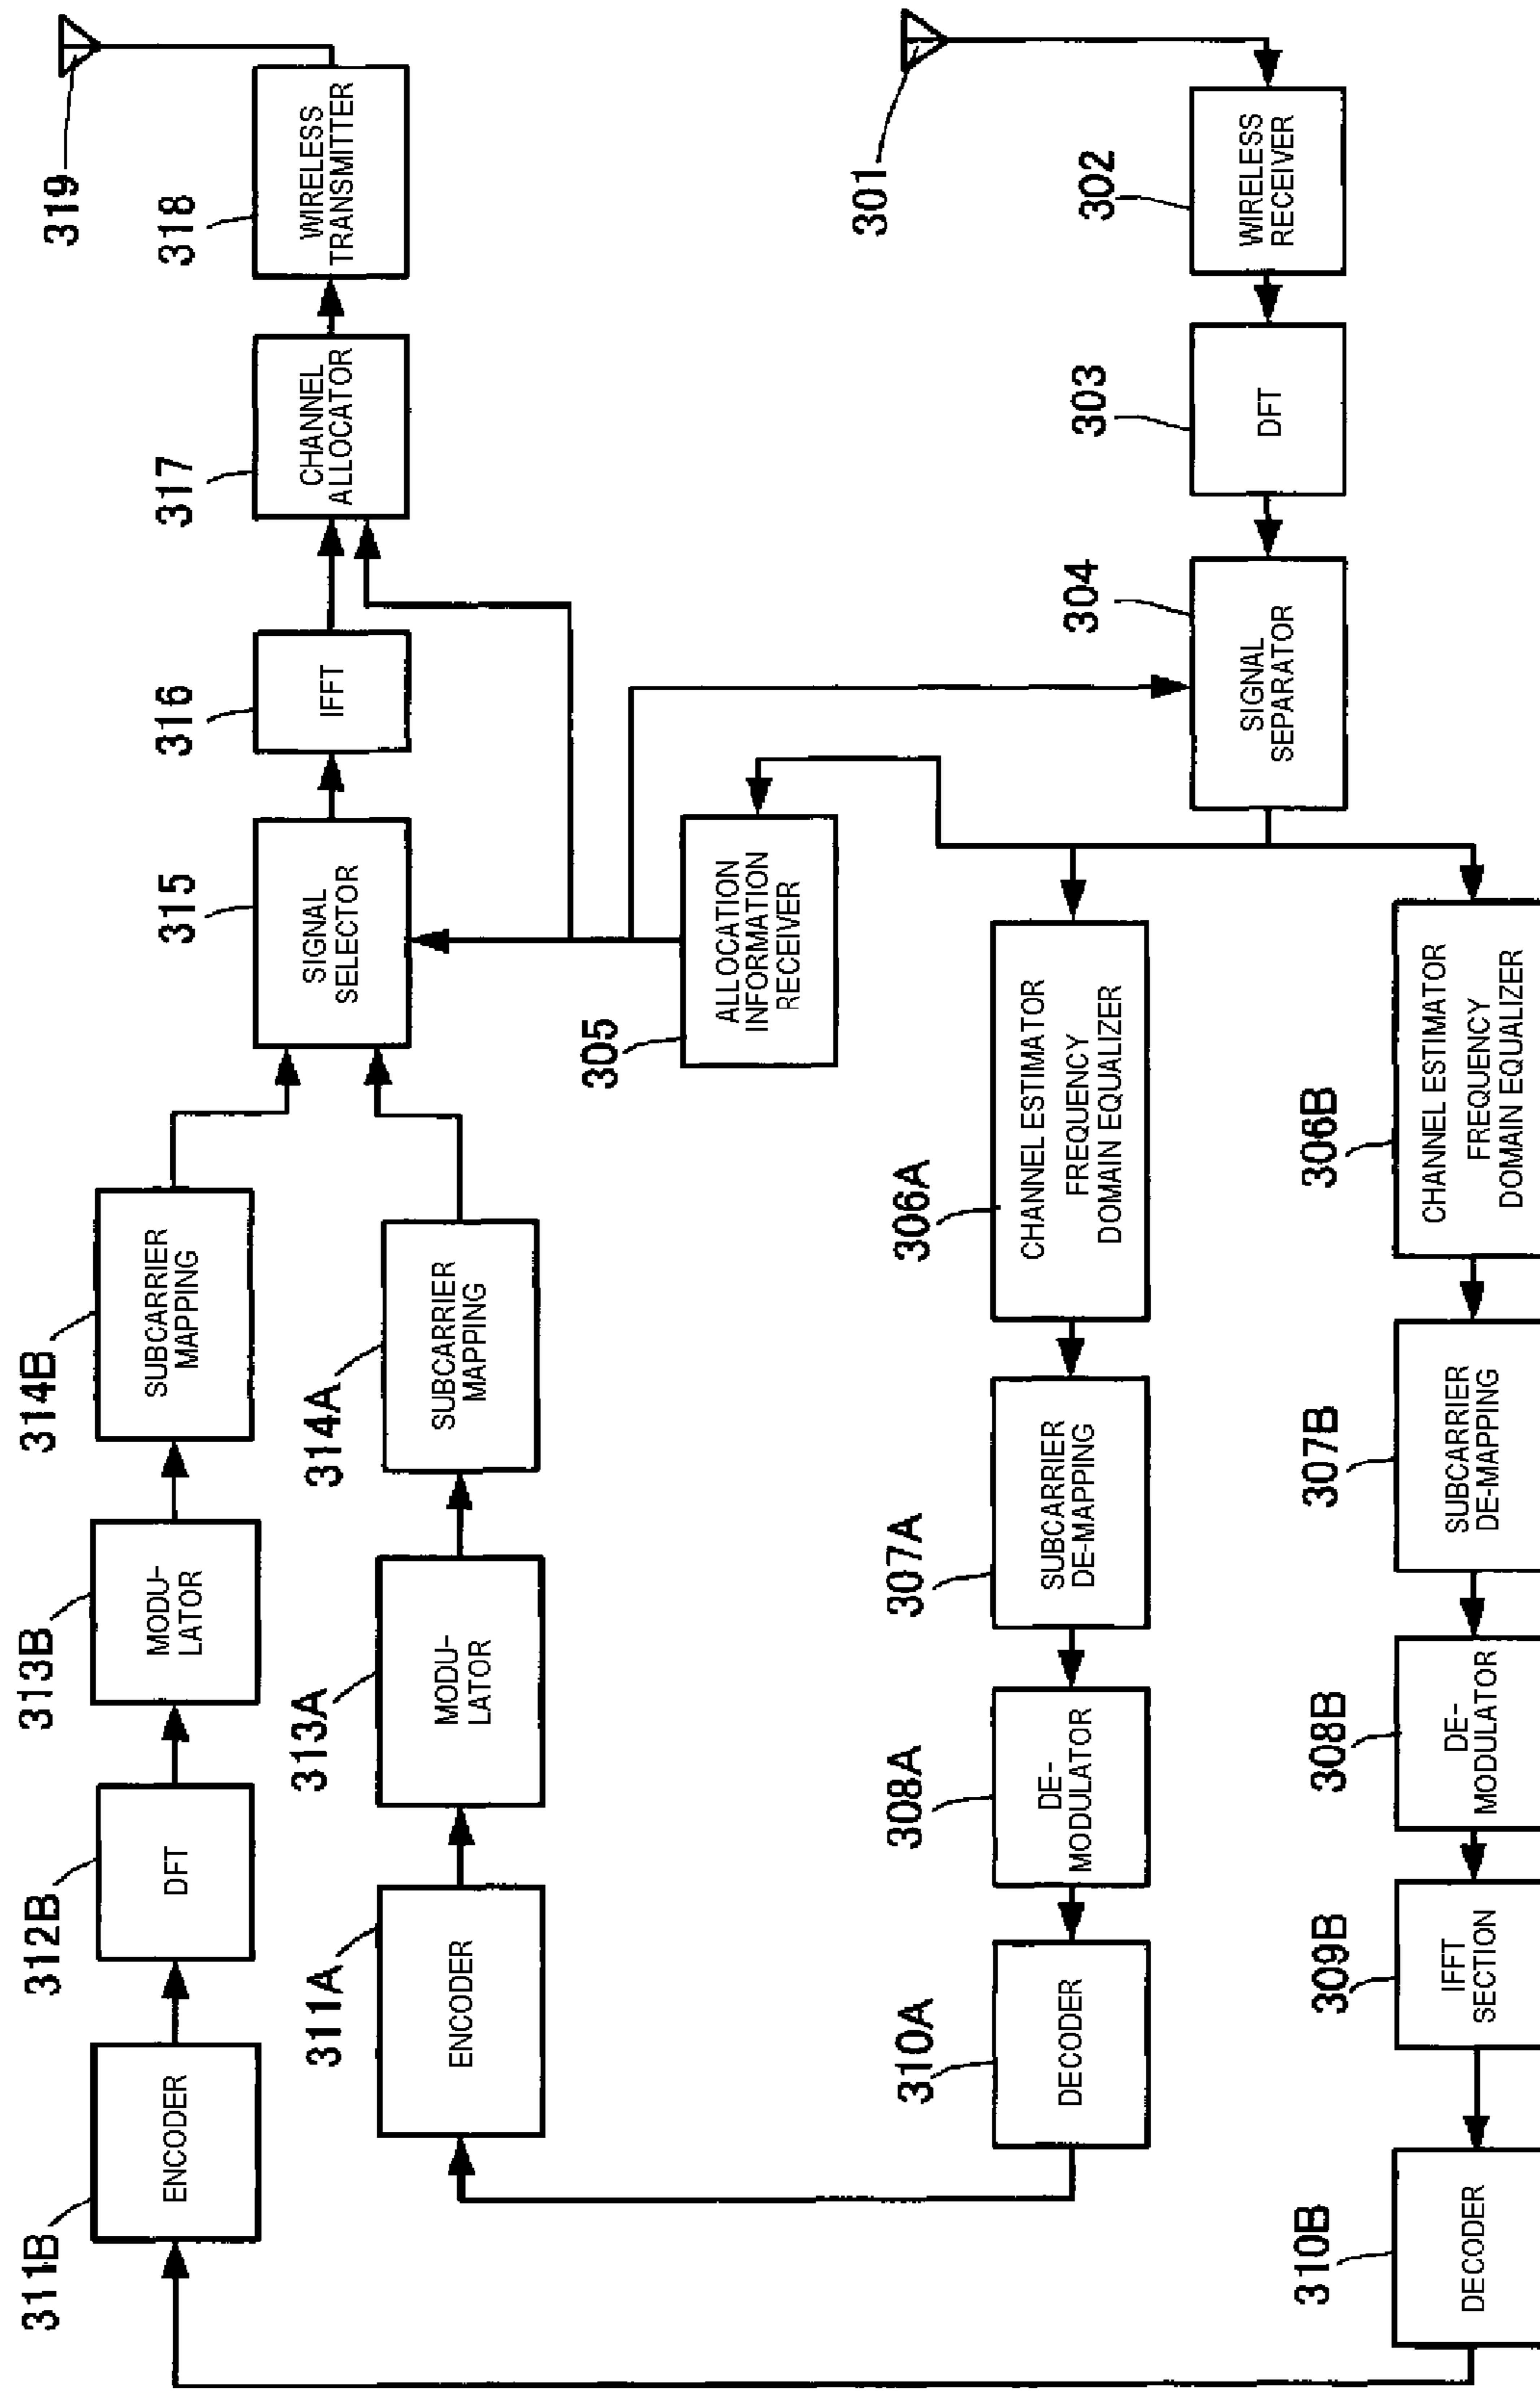 311B
ENCODER
312B
DFT
313B
MODU-
LATOR
314B
SUBCARRIER
MAPPING
311A
ENCODER
313A
MODU-
LATOR
314A
SUBCARRIER
MAPPING
315
SIGNAL
SELECTOR
316
IFFT
317
CHANNEL
ALLOCATOR
318
WIRELESS
TRANSMITTER
319
305
ALLOCATION
INFORMATION
RECEIVER
301
302
WIRELESS
RECEIVER
303
DFT
304
SIGNAL
SEPARATOR
306A
CHANNEL ESTIMATOR
FREQUENCY
DOMAIN EQUALIZER
307A
SUBCARRIER
DE-MAPPING
308A
DE-
MODULATOR
310A
DECODER
306B
CHANNEL ESTIMATOR
FREQUENCY
DOMAIN EQUALIZER
307B
SUBCARRIER
DE-MAPPING
308B
DE-
MODULATOR
309B
IFFT
SECTION
310B
DECODER